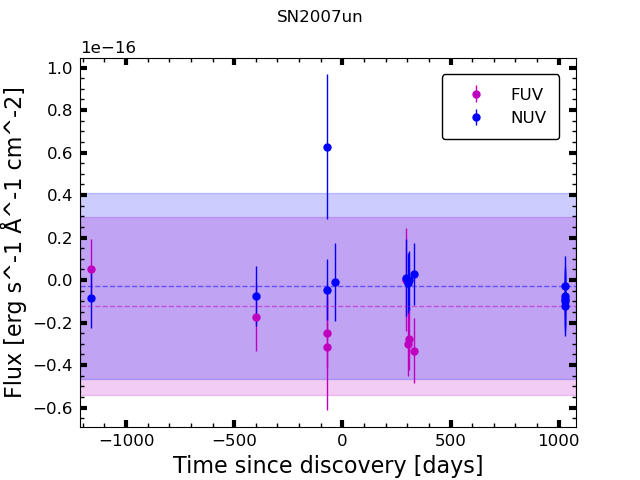 SN2007un
1e−16
1.0
0.8
0.6
0.4
0.2
0.0
−0.2
−0.4
−0.6
Flux [erg s^-1 Å^-1 cm^-2]
FUV
NUV
−1000
−500
0
500
1000
Time since discovery [days]